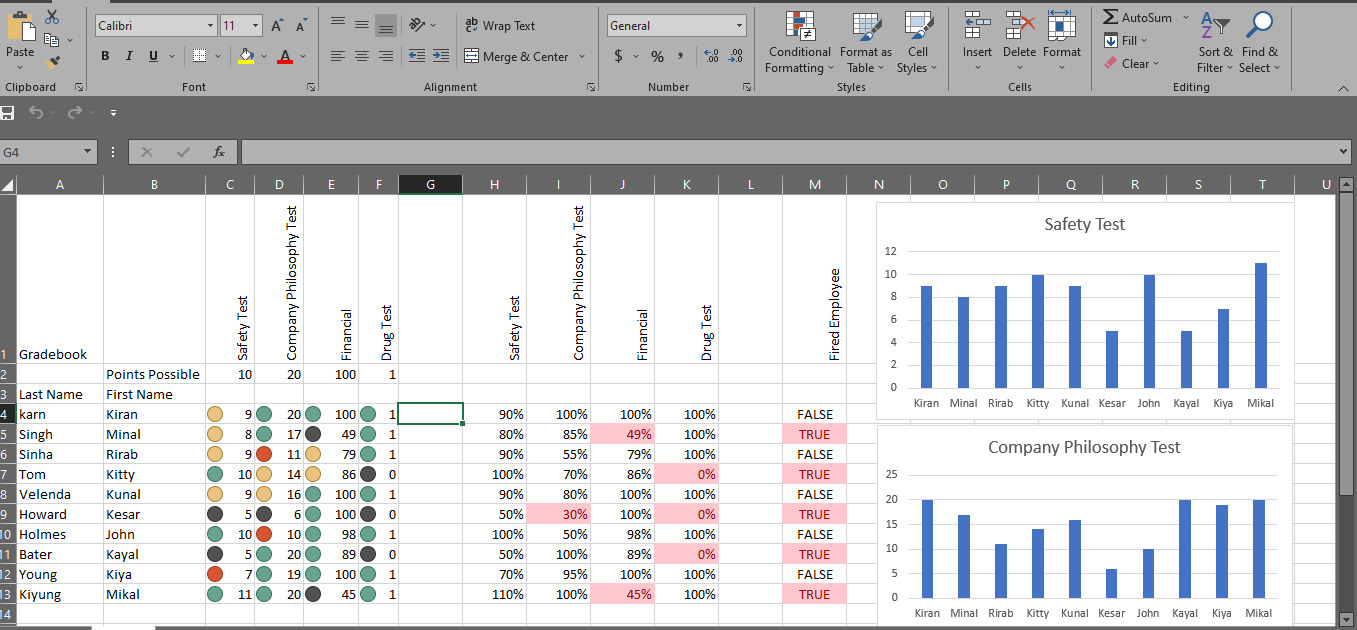 Calibri 11 Wrap Text General AutoSum
Paste B I U Merge & Center $ % , .00 Conditional Formatting Format as Table Cell Styles Insert Delete Format Fill Clear Sort & Filter Find & Select
Clipboard Font Alignment Number Styles Cells Editing
G4 fx
A B C D E F G H I J K L M N O P Q R S T U
1 Gradebook Safety Test Company Philosophy Test Financial Drug Test Safety Test Company Philosophy Test Financial Drug Test Fired Employee
2 Points Possible 10 20 100 1
3 Last Name First Name
4 karn Kiran 9 20 100 1 90% 100% 100% 100% FALSE
5 Singh Minal 8 17 49 1 80% 85% 49% 100% TRUE
6 Sinha Rirab 9 11 79 1 90% 55% 79% 100% FALSE
7 Tom Kitty 10 14 86 0 100% 70% 86% 0% TRUE
8 Velenda Kunal 9 16 100 1 90% 80% 100% 100% FALSE
9 Howard Kesar 5 6 100 0 50% 30% 100% 0% TRUE
10 Holmes John 10 10 98 1 100% 50% 98% 100% FALSE
11 Bater Kayal 5 20 89 0 50% 100% 89% 0% TRUE
12 Young Kiya 7 19 100 1 70% 95% 100% 100% FALSE
13 Kiyung Mikal 11 20 45 1 110% 100% 45% 100% TRUE
14
Safety Test
12
10
8
6
4
2
0
Kiran Minal Rirab Kitty Kunal Kesar John Kayal Kiya Mikal
Company Philosophy Test
25
20
15
10
5
0
Kiran Minal Rirab Kitty Kunal Kesar John Kayal Kiya Mikal